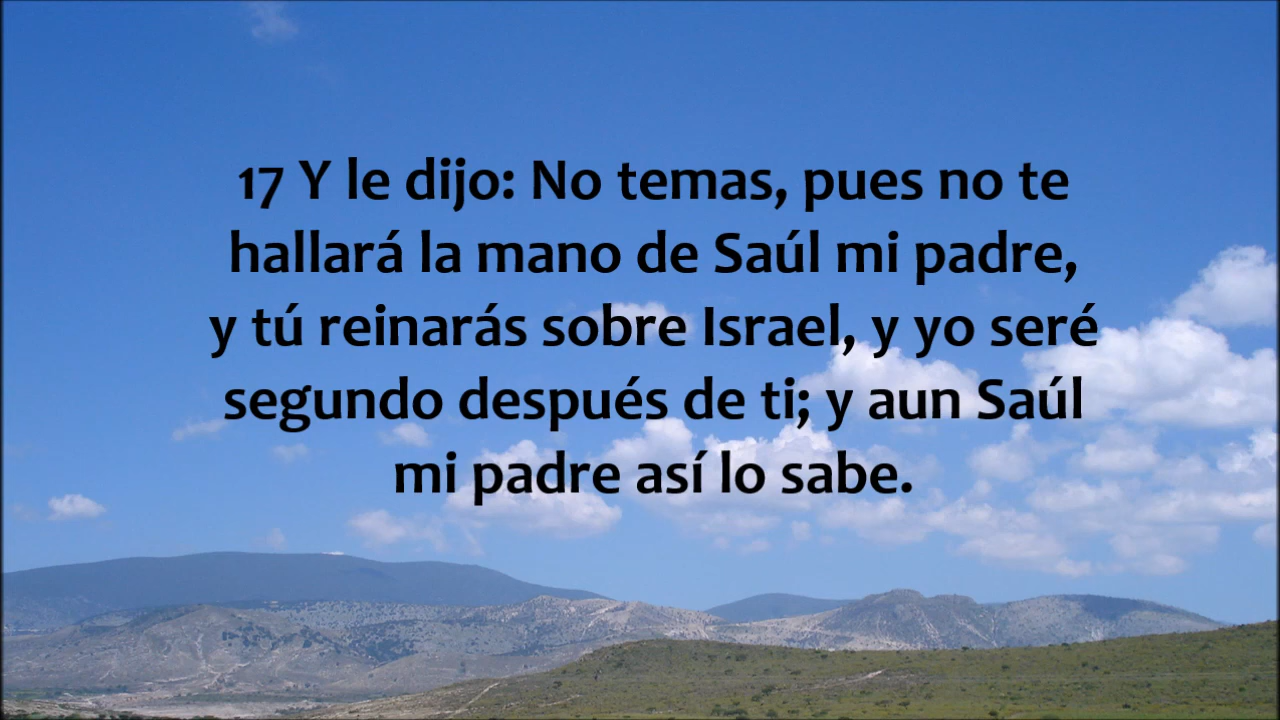 17 Y le dijo: No temas, pues no te
hallará la mano de Saúl mi padre,
y tú reinarás sobre Israel, y yo seré
segundo después de ti; y aun Saúl
mi padre así lo sabe.